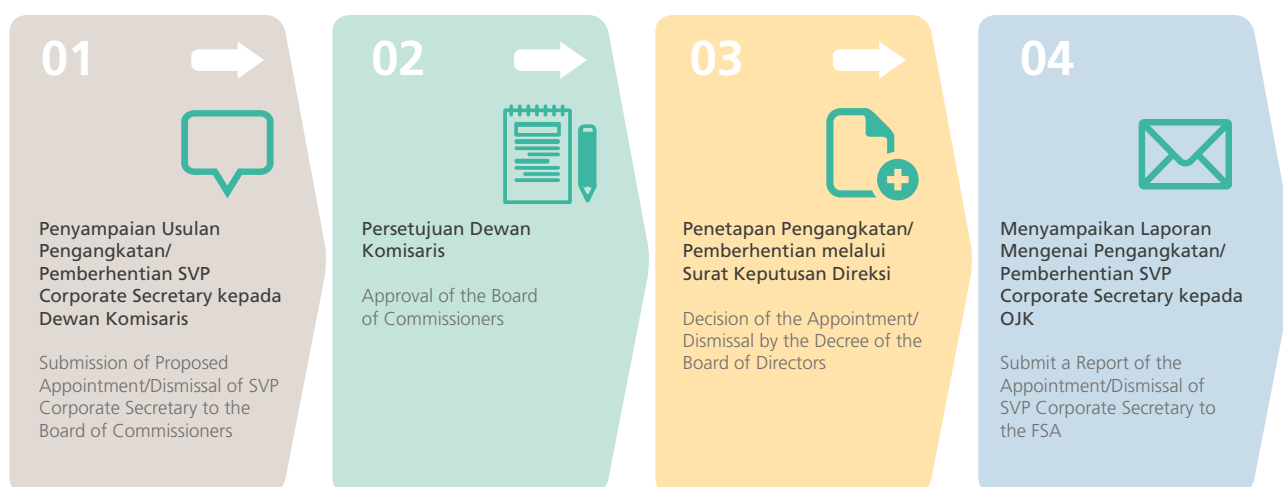 01
Penyampaian Usulan
Pengangkatan/
Pemberhentian SVP
Corporate Secretary kepada
Dewan Komisaris
Submission of Proposed
Appointment/Dismissal of SVP
Corporate Secretary to the
Board of Commissioners
02
Persetujuan Dewan
Komisaris
Approval of the Board
of Commissioners
03
Penetapan Pengangkatan/
Pemberhentian melalui
Surat Keputusan Direksi
Decision of the Appointment/
Dismissal by the Decree of the
Board of Directors
04
Menyampaikan Laporan
Mengenai Pengangkatan/
Pemberhentian SVP
Corporate Secretary kepada
OJK
Submit a Report of the
Appointment/Dismissal of
SVP Corporate Secretary to
the FSA